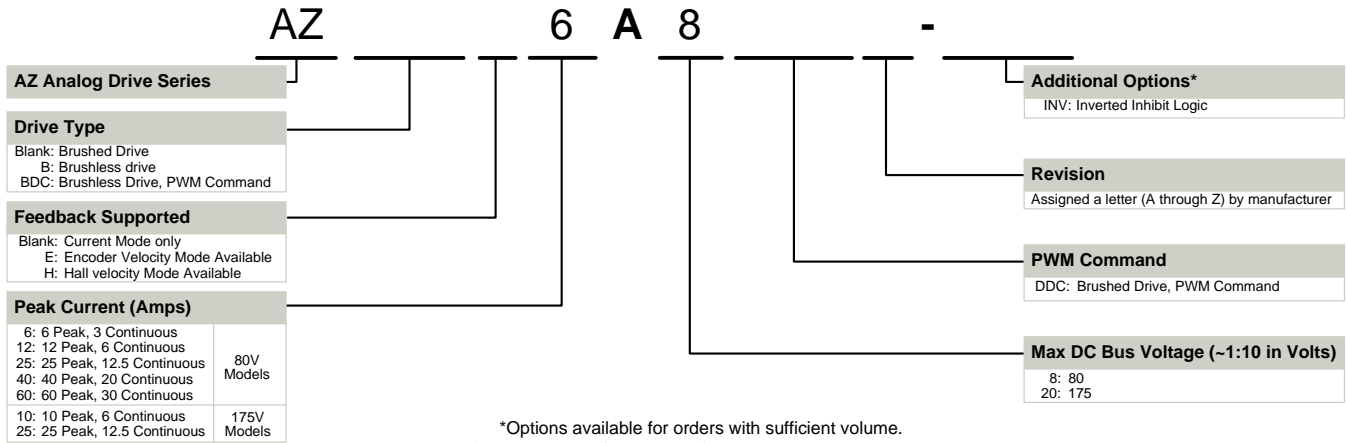 AZ 6 A 8 -
AZ Analog Drive Series
Drive Type
Blank: Brushed Drive
B: Brushless drive
BDC: Brushless Drive, PWM Command
Feedback Supported
Blank: Current Mode only
E: Encoder Velocity Mode Available
H: Hall velocity Mode Available
Peak Current (Amps)
6: 6 Peak, 3 Continuous
12: 12 Peak, 6 Continuous
25: 25 Peak, 12.5 Continuous
40: 40 Peak, 20 Continuous
60: 60 Peak, 30 Continuous
80V
Models
10: 10 Peak, 6 Continuous
25: 25 Peak, 12.5 Continuous
175V
Models
Additional Options*
INV: Inverted Inhibit Logic
Revision
Assigned a letter (A through Z) by manufacturer
PWM Command
DDC: Brushed Drive, PWM Command
Max DC Bus Voltage (~1:10 in Volts)
8: 80
20: 175
*Options available for orders with sufficient volume.